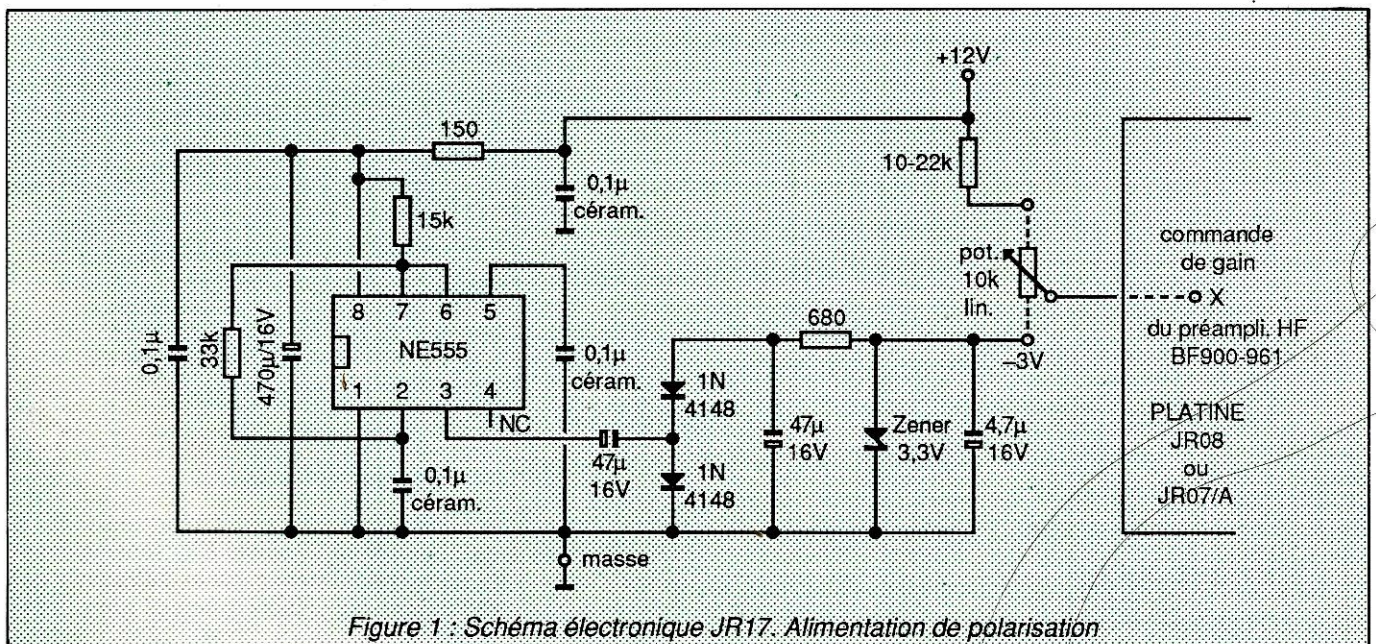 +12V
150
10-22k
0,1µ
céram.
15k
commande
de gain
pot.
10k
lin.
X
du préampli. HF
BF900-961
8
7
6
5
680
0,1µ
33k
470µ/16V
NE555
0,1µ
céram.
–3V
1N
4148
1
2
3
4
NC
47µ
16V
Zener
3,3V
4,7µ
16V
PLATINE
JR08
ou
JR07/A
0,1µ
céram.
47µ
16V
1N
4148
masse
Figure 1 : Schéma électronique JR17. Alimentation de polarisation